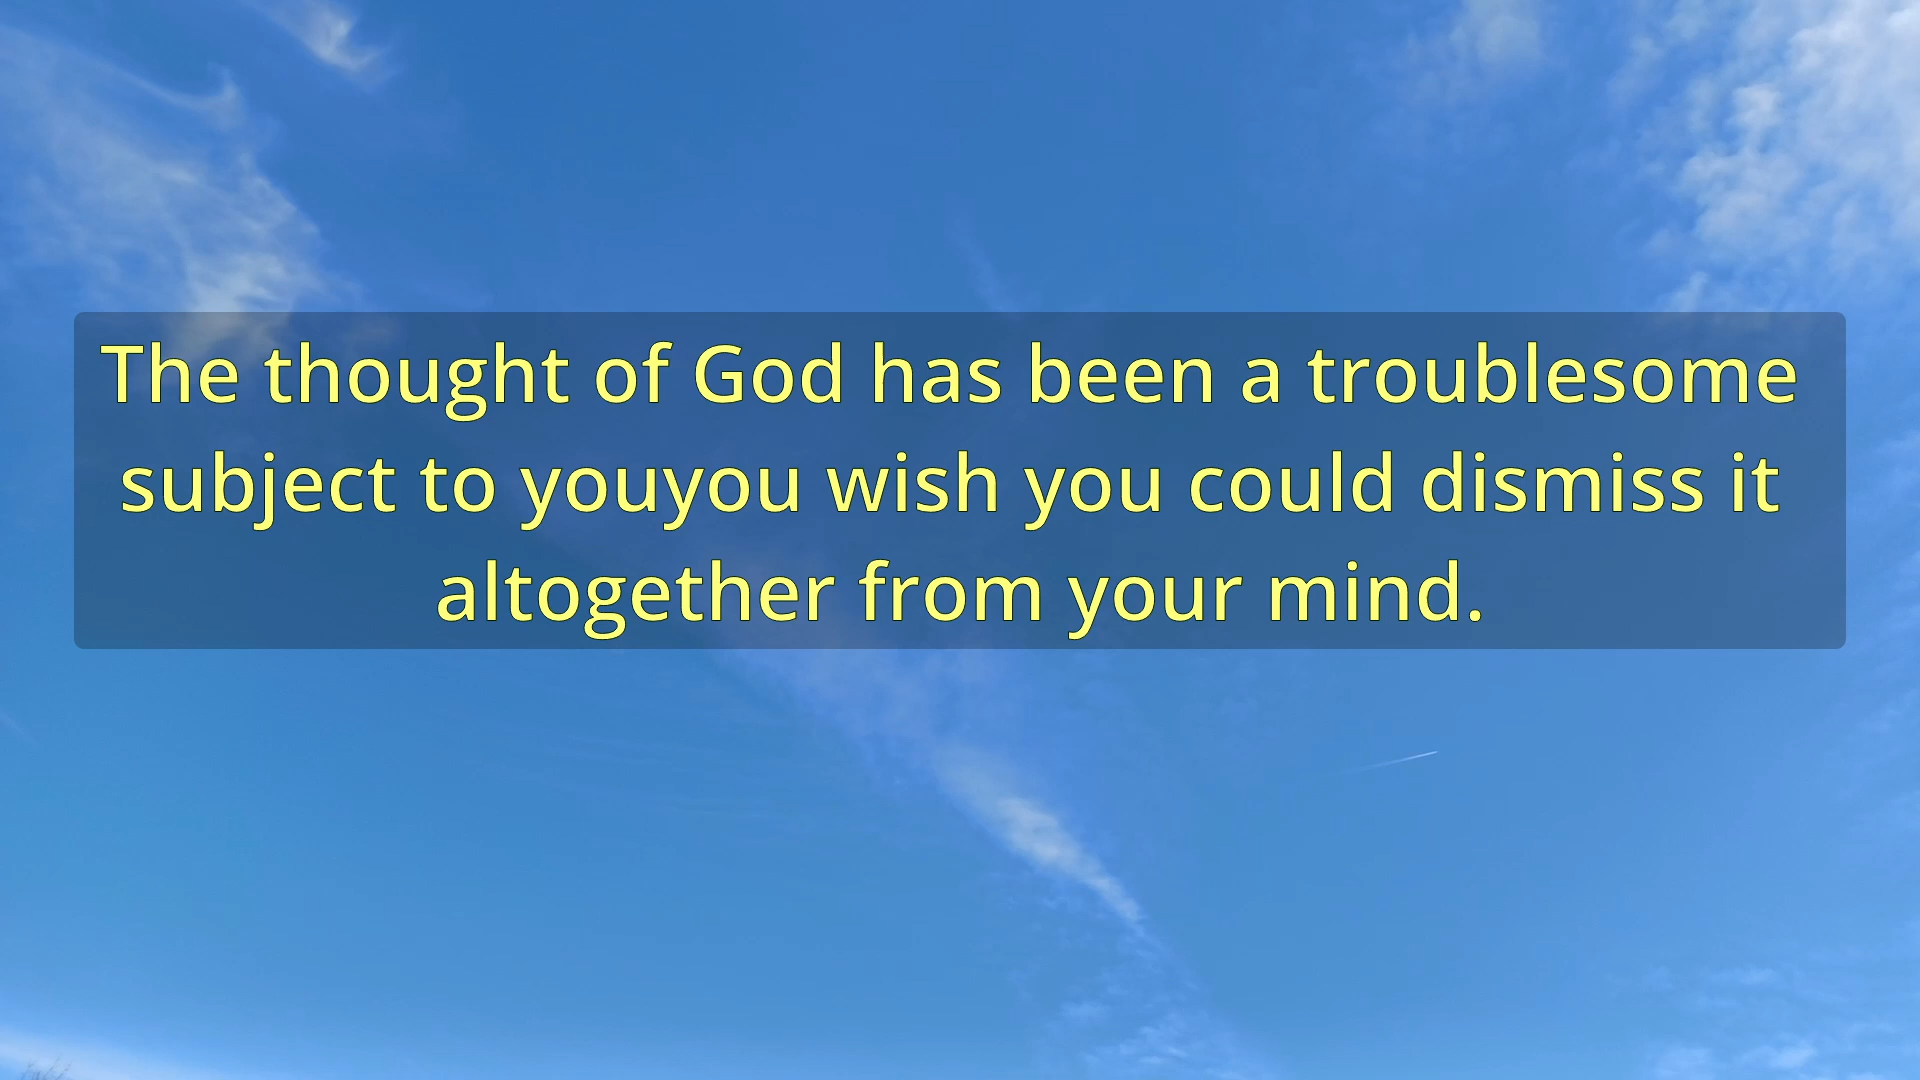 The thought of God has been a troublesome
subject to youyou wish you could dismiss it
altogether from your mind.